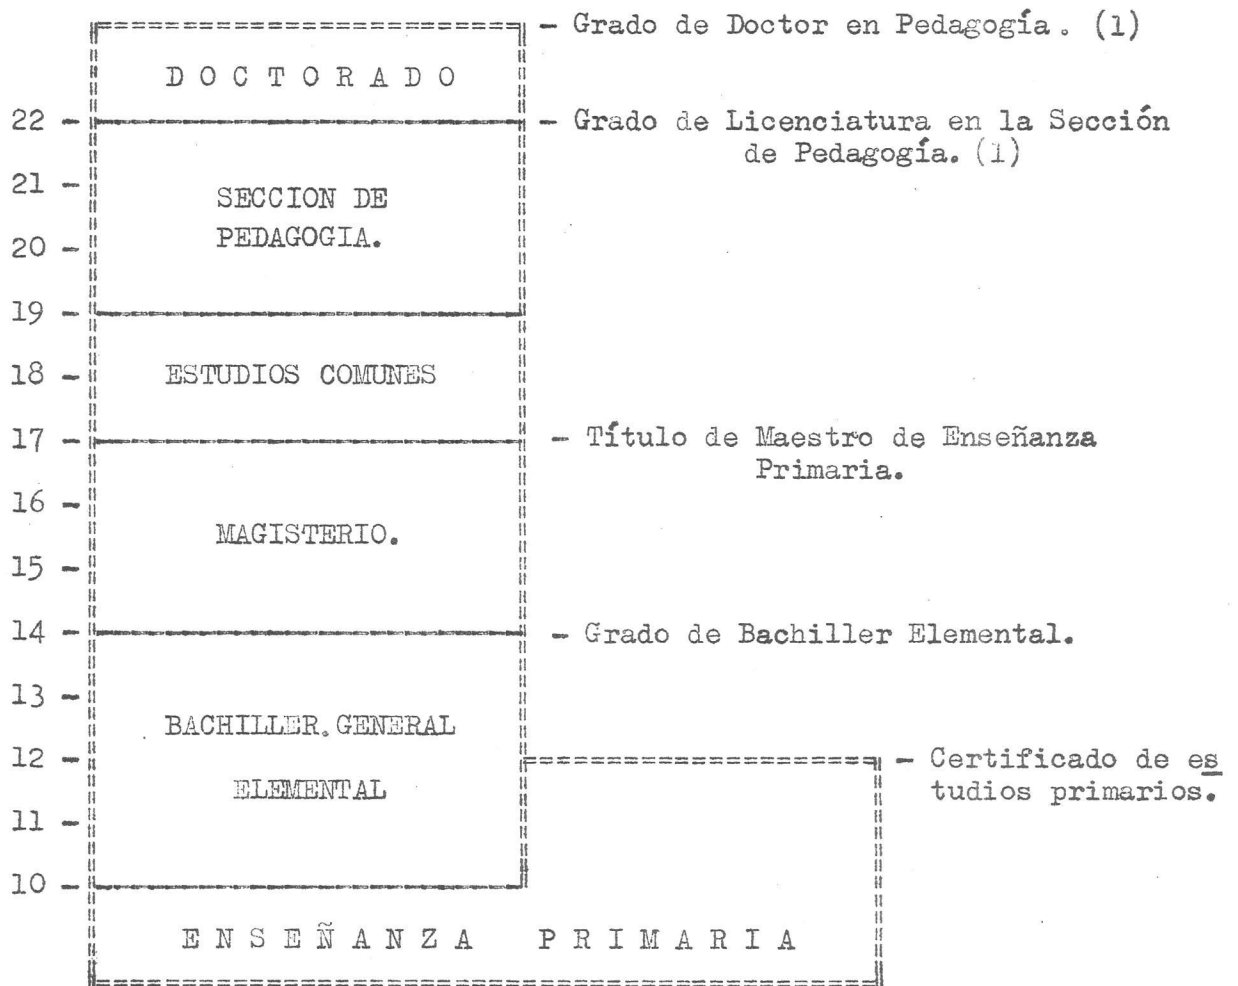 - Grado de Doctor en Pedagogía. (1)
D O C T O R A D O
22 - - Grado de Licenciatura en la Sección
de Pedagogía. (1)
21 -
SECCION DE
PEDAGOGIA.
20 -
19 -
18 - ESTUDIOS COMUNES
17 - - Título de Maestro de Enseñanza
Primaria.
16 -
MAGISTERIO.
15 -
14 - - Grado de Bachiller Elemental.
13 -
BACHILLER. GENERAL
12 - - Certificado de es
ELEMENTAL tudios primarios.
11 -
10 -
E N S E Ñ A N Z A P R I M A R I A